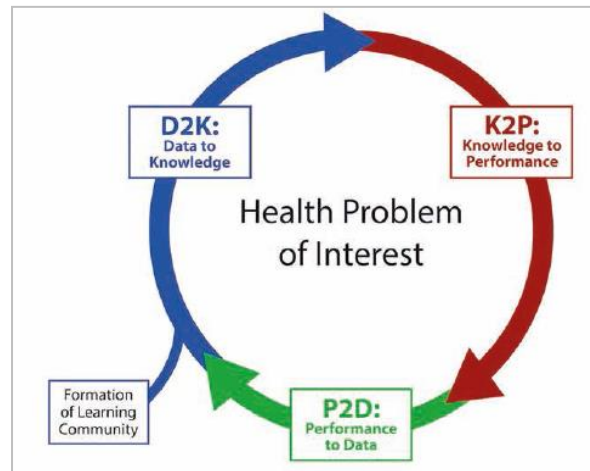 D2K:
Data to
Knowledge
K2P:
Knowledge to
Performance
Health Problem
of Interest
Formation
of Learning
Community
P2D:
Performance
to Data